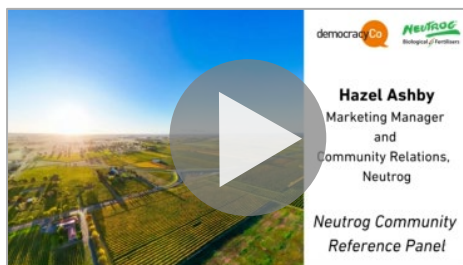 democracyCo
NEUTROG
Biological Fertilisers
Hazel Ashby
Marketing Manager
and
Community Relations,
Neutrog
Neutrog Community
Reference Panel